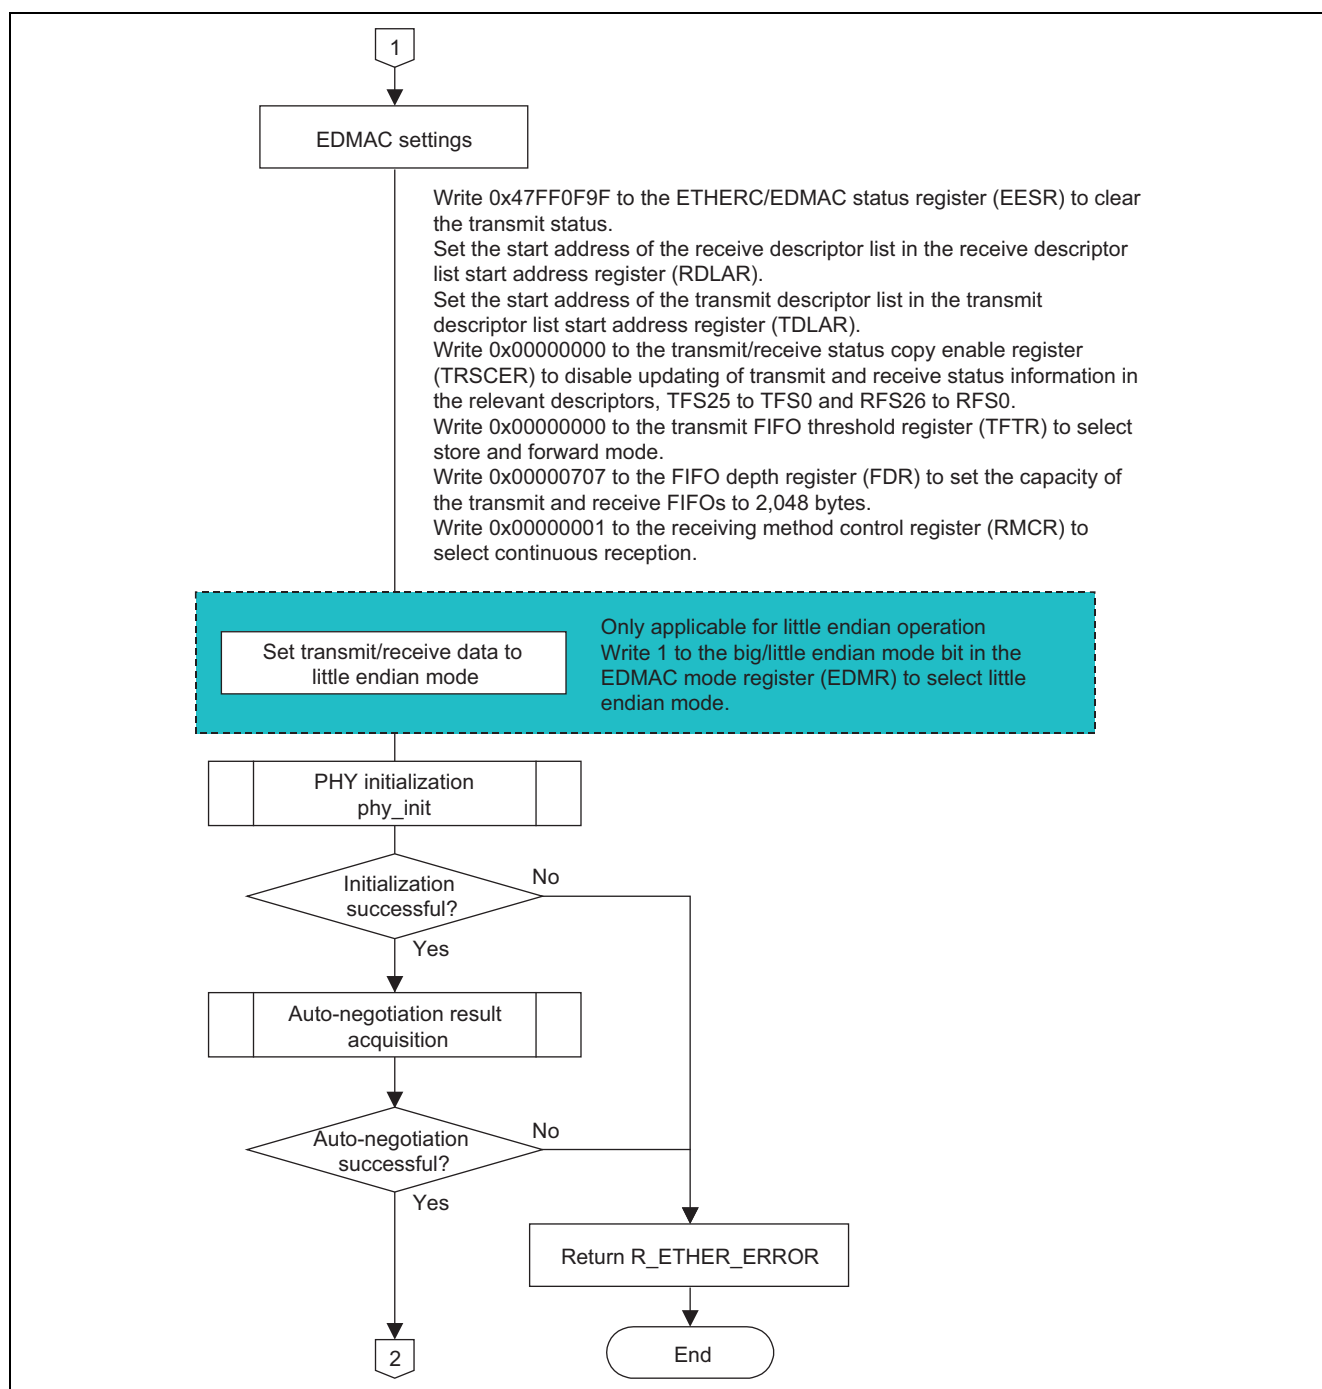 1
EDMAC settings
Write 0x47FF0F9F to the ETHERC/EDMAC status register (EESR) to clear
the transmit status.
Set the start address of the receive descriptor list in the receive descriptor
list start address register (RDLAR).
Set the start address of the transmit descriptor list in the transmit
descriptor list start address register (TDLAR).
Write 0x00000000 to the transmit/receive status copy enable register
(TRSCER) to disable updating of transmit and receive status information in
the relevant descriptors, TFS25 to TFS0 and RFS26 to RFS0.
Write 0x00000000 to the transmit FIFO threshold register (TFTR) to select
store and forward mode.
Write 0x00000707 to the FIFO depth register (FDR) to set the capacity of
the transmit and receive FIFOs to 2,048 bytes.
Write 0x00000001 to the receiving method control register (RMCR) to
select continuous reception.
Set transmit/receive data to
little endian mode
Only applicable for little endian operation
Write 1 to the big/little endian mode bit in the
EDMAC mode register (EDMR) to select little
endian mode.
PHY initialization
phy_init
Initialization
successful?
No
Yes
Auto-negotiation result
acquisition
Auto-negotiation
successful?
No
Yes
Return R_ETHER_ERROR
End
2